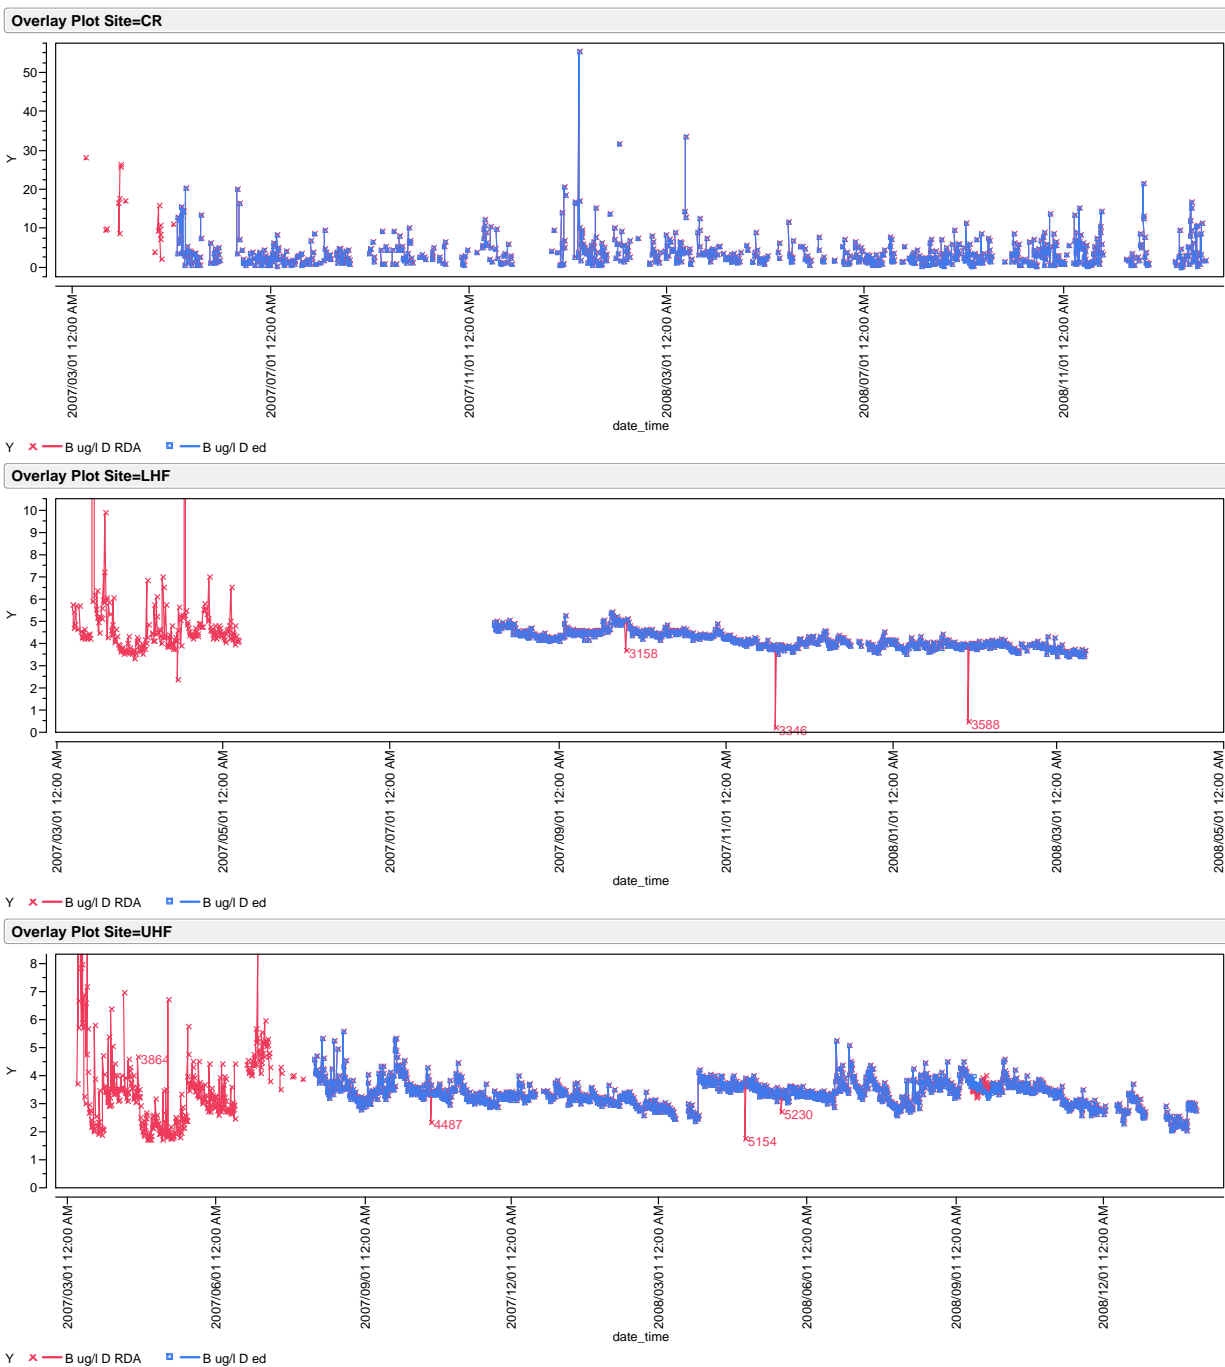 Overlay Plot Site=CR
Y
50
40
30
20
10
0
2007/03/01 12:00 AM
2007/07/01 12:00 AM
2007/11/01 12:00 AM
2008/03/01 12:00 AM
2008/07/01 12:00 AM
2008/11/01 12:00 AM
date_time
Y B ug/l D RDA B ug/l D ed
Overlay Plot Site=LHF
Y
10
9
8
7
6
5
4
3
2
1
0
3158
3346
3588
2007/03/01 12:00 AM
2007/05/01 12:00 AM
2007/07/01 12:00 AM
2007/09/01 12:00 AM
2007/11/01 12:00 AM
2008/01/01 12:00 AM
2008/03/01 12:00 AM
2008/05/01 12:00 AM
date_time
Y B ug/l D RDA B ug/l D ed
Overlay Plot Site=UHF
Y
8
7
6
5
4
3
2
1
0
3864
4487
5154
5230
2007/03/01 12:00 AM
2007/06/01 12:00 AM
2007/09/01 12:00 AM
2007/12/01 12:00 AM
2008/03/01 12:00 AM
2008/06/01 12:00 AM
2008/09/01 12:00 AM
2008/12/01 12:00 AM
date_time
Y B ug/l D RDA B ug/l D ed